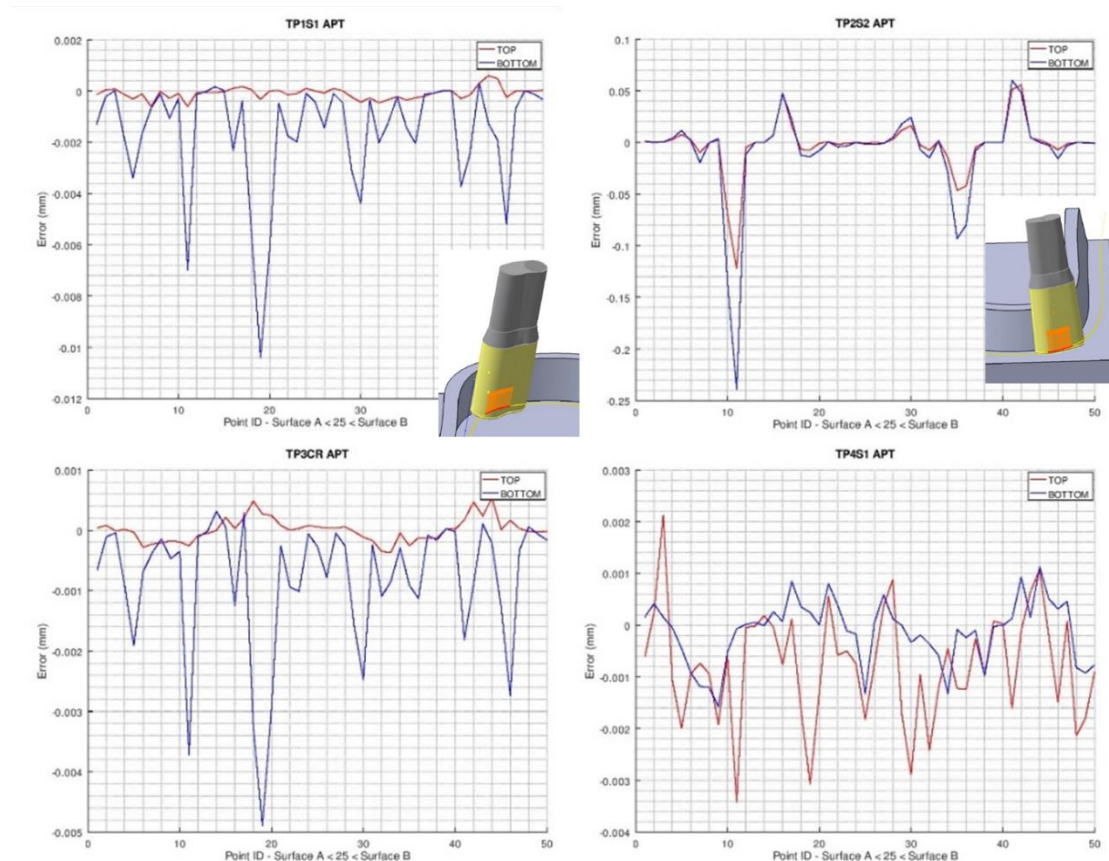 TP1S1 APT
TOP
BOTTOM
Error (mm)
0.002
0
-0.002
-0.004
-0.006
-0.008
-0.01
-0.012
0
10
20
30
Point ID - Surface A < 25 < Surface B
TP2S2 APT
TOP
BOTTOM
Error (mm)
0.1
0.05
0
-0.05
-0.1
-0.15
-0.2
-0.25
0
10
20
30
40
50
Point ID - Surface A < 25 < Surface B
TP3CR APT
TOP
BOTTOM
Error (mm)
0.001
0
-0.001
-0.002
-0.003
-0.004
-0.005
0
10
20
30
40
50
Point ID - Surface A < 25 < Surface B
TP4S1 APT
TOP
BOTTOM
Error (mm)
0.003
0.002
0.001
0
-0.001
-0.002
-0.003
-0.004
0
10
20
30
40
50
Point ID - Surface A < 25 < Surface B